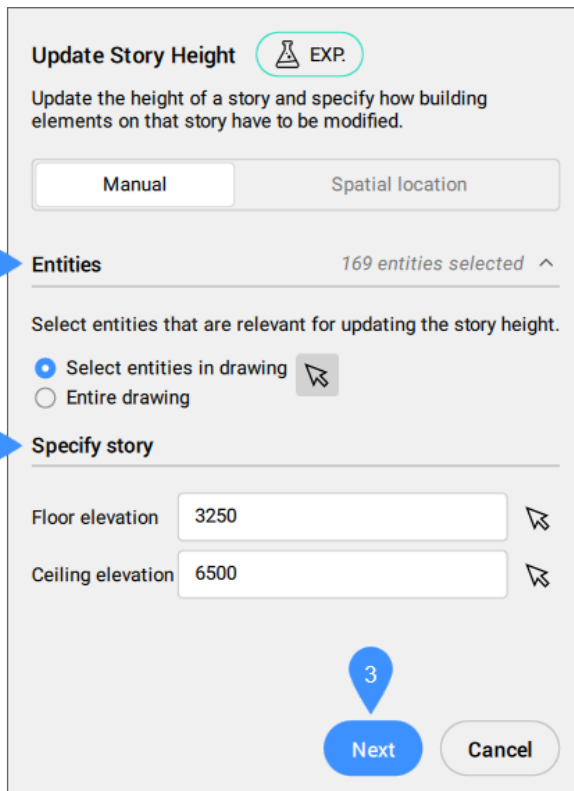 Update Story Height EXP.
Update the height of a story and specify how building
elements on that story have to be modified.
Manual Spatial location
Entities 169 entities selected
Select entities that are relevant for updating the story height.
Select entities in drawing
Entire drawing
Specify story
Floor elevation 3250
Ceiling elevation 6500
3
Next Cancel